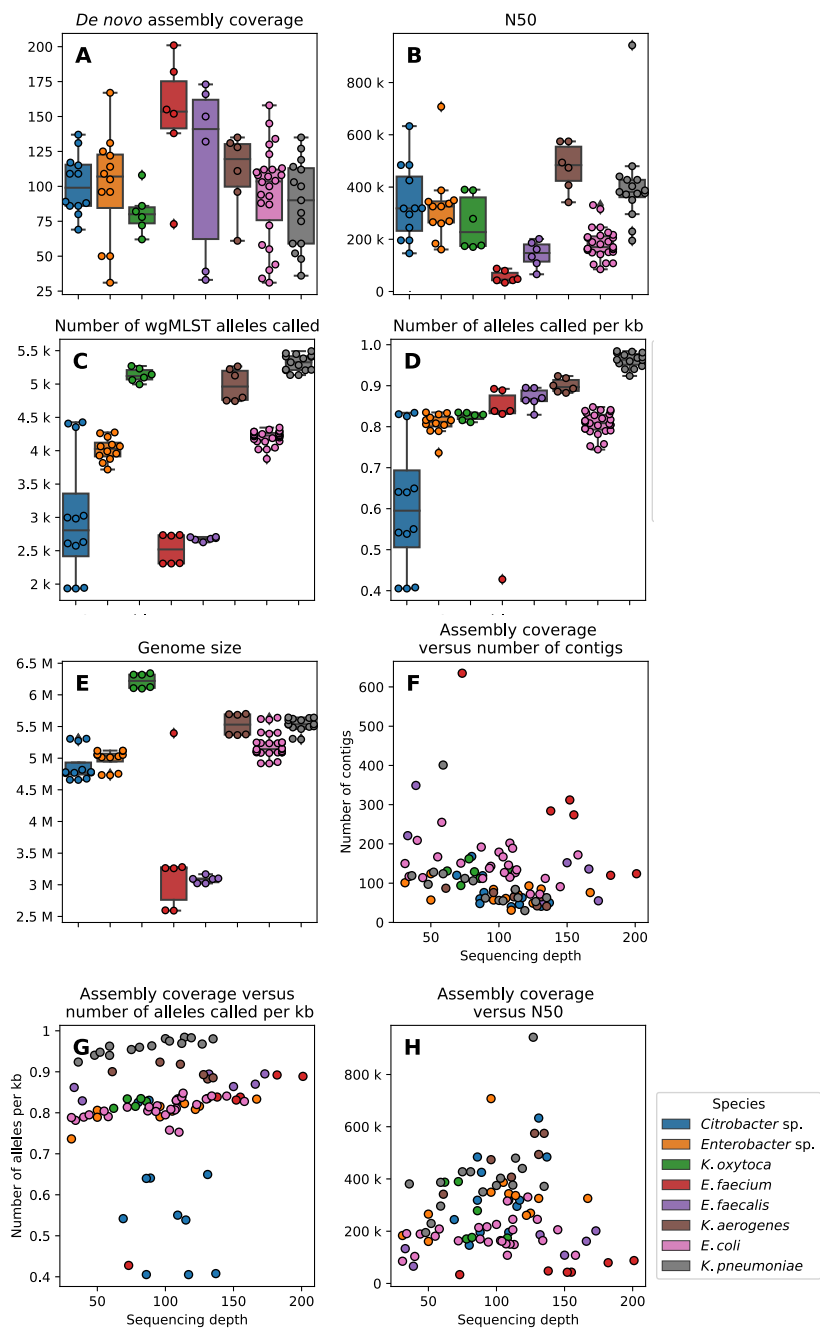 De novo assembly coverage
N50
A
B
200
175
150
125
100
75
50
25
800 k
600 k
400 k
200 k
0
Number of wgMLST alleles called
Number of alleles called per kb
C
D
5.5 k
5 k
4 k
3 k
2.5 k
2 k
1.0
0.9
0.8
0.7
0.6
0.5
0.4
Genome size
Assembly coverage
versus number of contigs
E
F
6.5 M
6 M
5.5 M
5 M
4.5 M
4 M
3.5 M
3 M
2.5 M
Number of contigs
600
500
400
300
200
100
0
50
100
150
200
Sequencing depth
Assembly coverage versus
number of alleles called per kb
Assembly coverage
versus N50
G
H
Number of alleles per kb
1
0.9
0.8
0.7
0.6
0.5
0.4
50
100
150
200
Sequencing depth
800 k
600 k
400 k
200 k
0
50
100
150
200
Sequencing depth
Species
Citrobacter sp.
Enterobacter sp.
K. oxytoca
E. faecium
E. faecalis
K. aerogenes
E. coli
K. pneumoniae